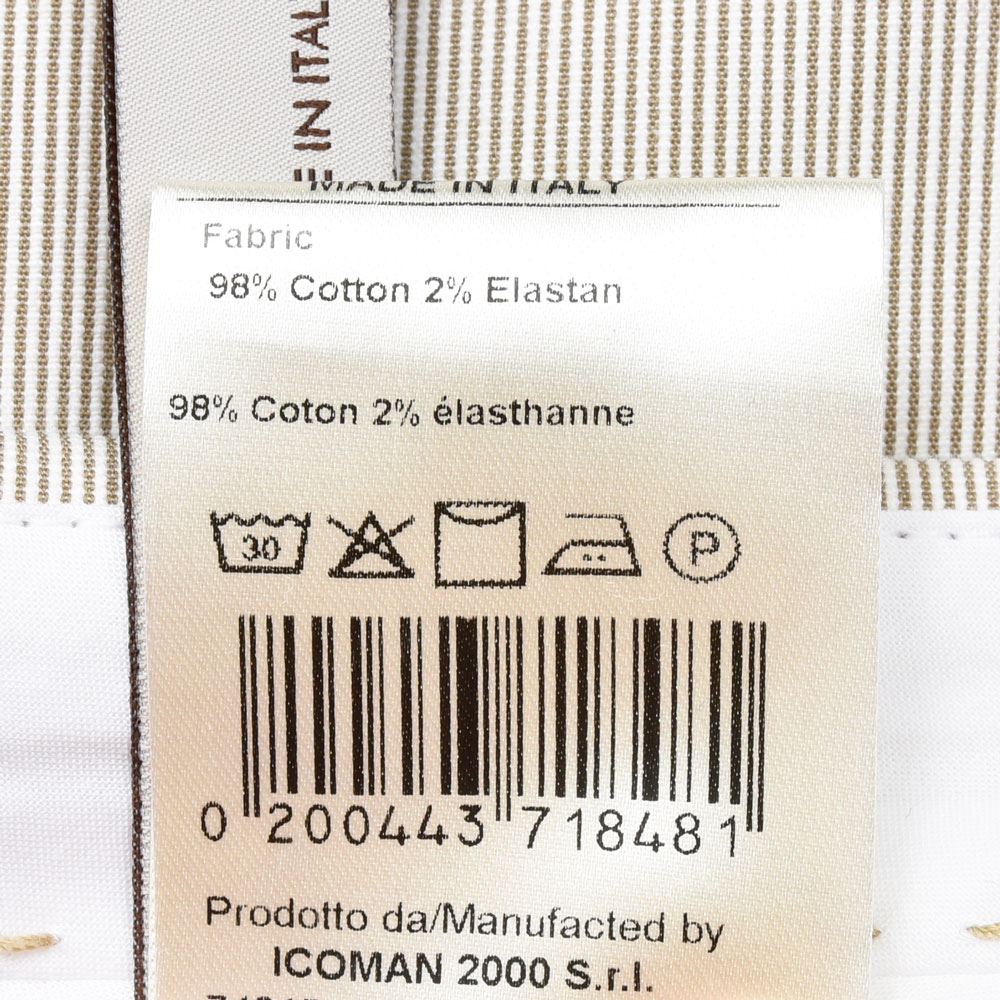 E IN ITAL
MADE IN ITALY
Fabric
98% Cotton 2% Elastan
98% Coton 2% élasthanne
30
P
0 200443 718481
Prodotto da/Manufacted by
ICOMAN 2000 S.r.l.